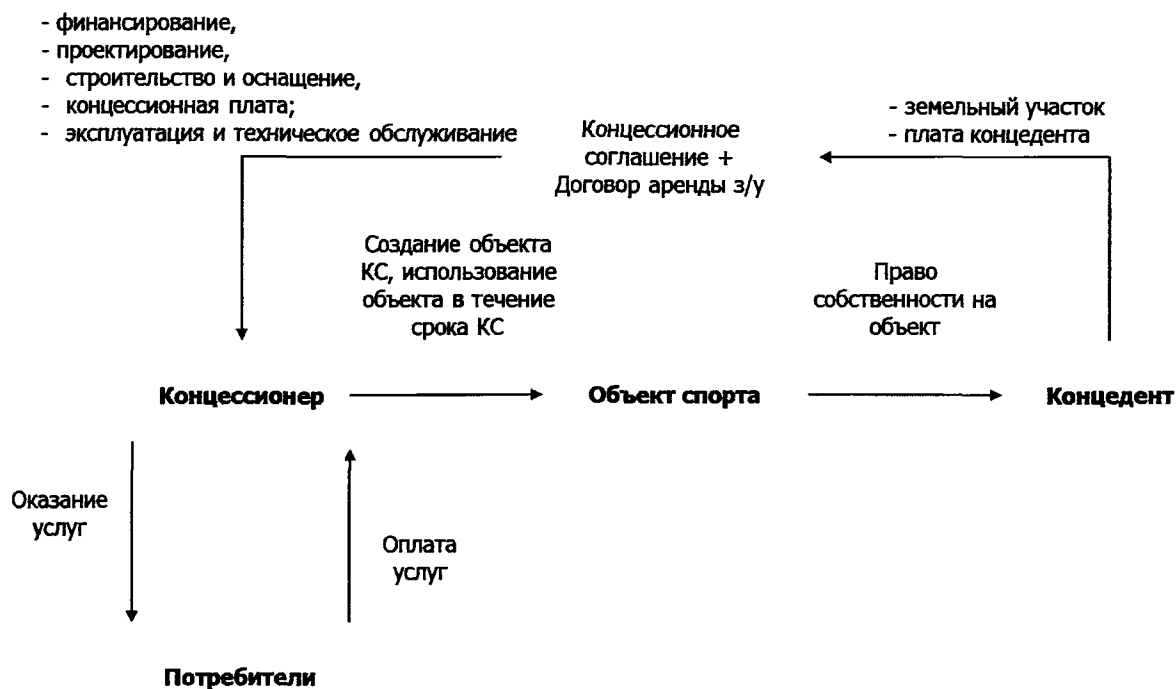 - финансирование,
- проектирование,
- строительство и оснащение,
- концессионная плата;
- эксплуатация и техническое обслуживание
Концессионное
соглашение +
Договор аренды з/у
- земельный участок
- плата концедента
Создание объекта
КС, использование
объекта в течение
срока КС
Право
собственности на
объект
Концессионер
Объект спорта
Концедент
Оказание
услуг
Оплата
услуг
Потребители